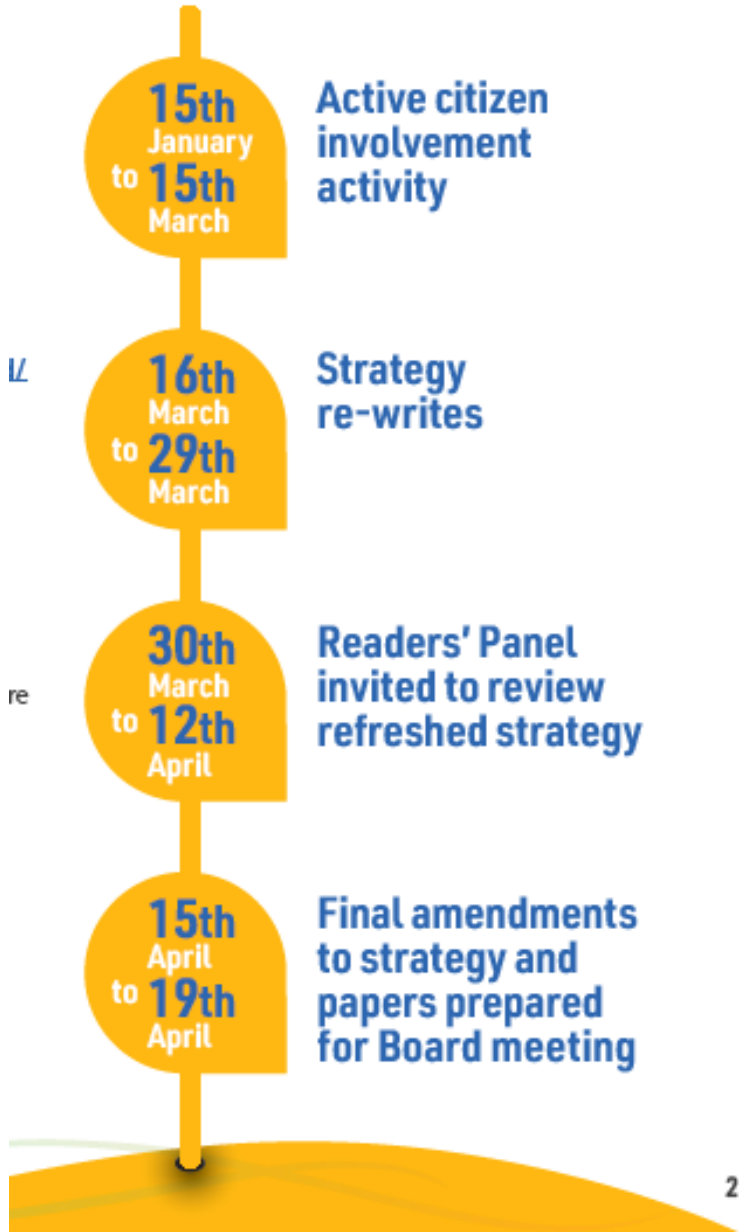 15th
January
to 15th
March
Active citizen
involvement
activity
16th
March
to 29th
March
Strategy
re-writes
30th
March
to 12th
April
Readers' Panel
invited to review
refreshed strategy
re
15th
April
to 19th
April
Final amendments
to strategy and
papers prepared
for Board meeting
2